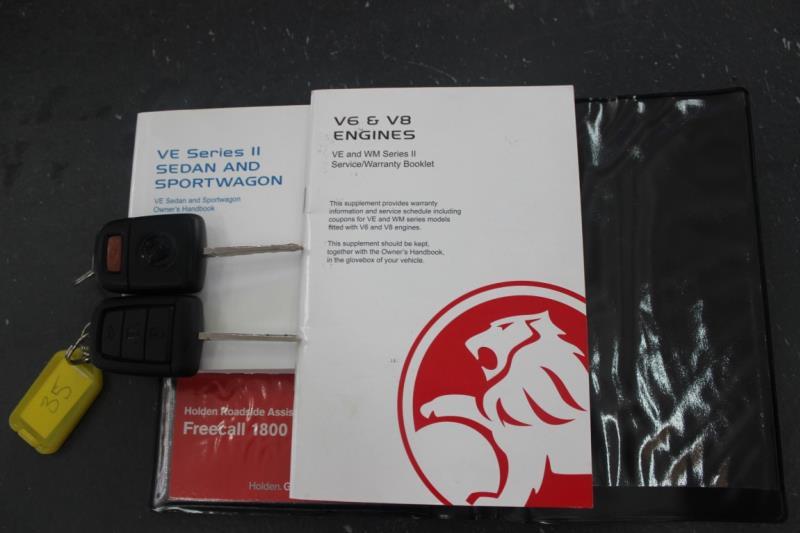 VE Series II
SEDAN AND
SPORTWAGON
VE Sedan and Sportwagon
Owner's Handbook
V6 & V8
ENGINES
VE and WM Series II
Service/Warranty Booklet
This supplement provides warranty
information and service schedule including
coupons for VE and WM series models
fitted with V6 and V8 engines.
This supplement should be kept,
together with the Owner's Handbook,
in the glovebox of your vehicle.
35
Holden Roadside Assis
Freecall 1800
Holden. G